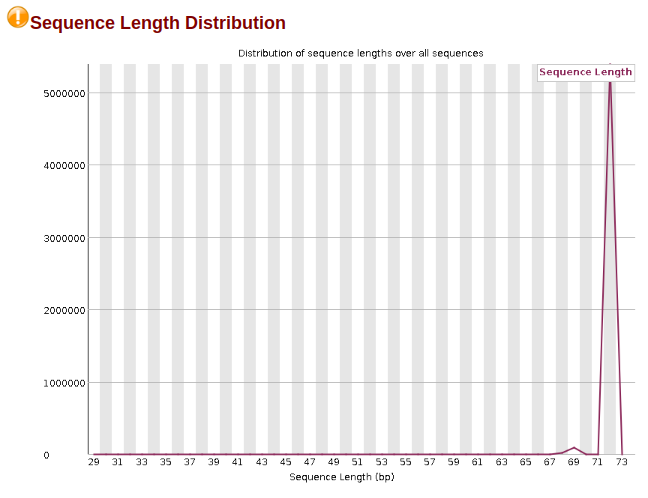 Sequence Length Distribution
Distribution of sequence lengths over all sequences
Sequence Length
5000000
4000000
3000000
2000000
1000000
0
29 31 33 35 37 39 41 43 45 47 49 51 53 55 57 59 61 63 65 67 69 71 73
Sequence Length (bp)